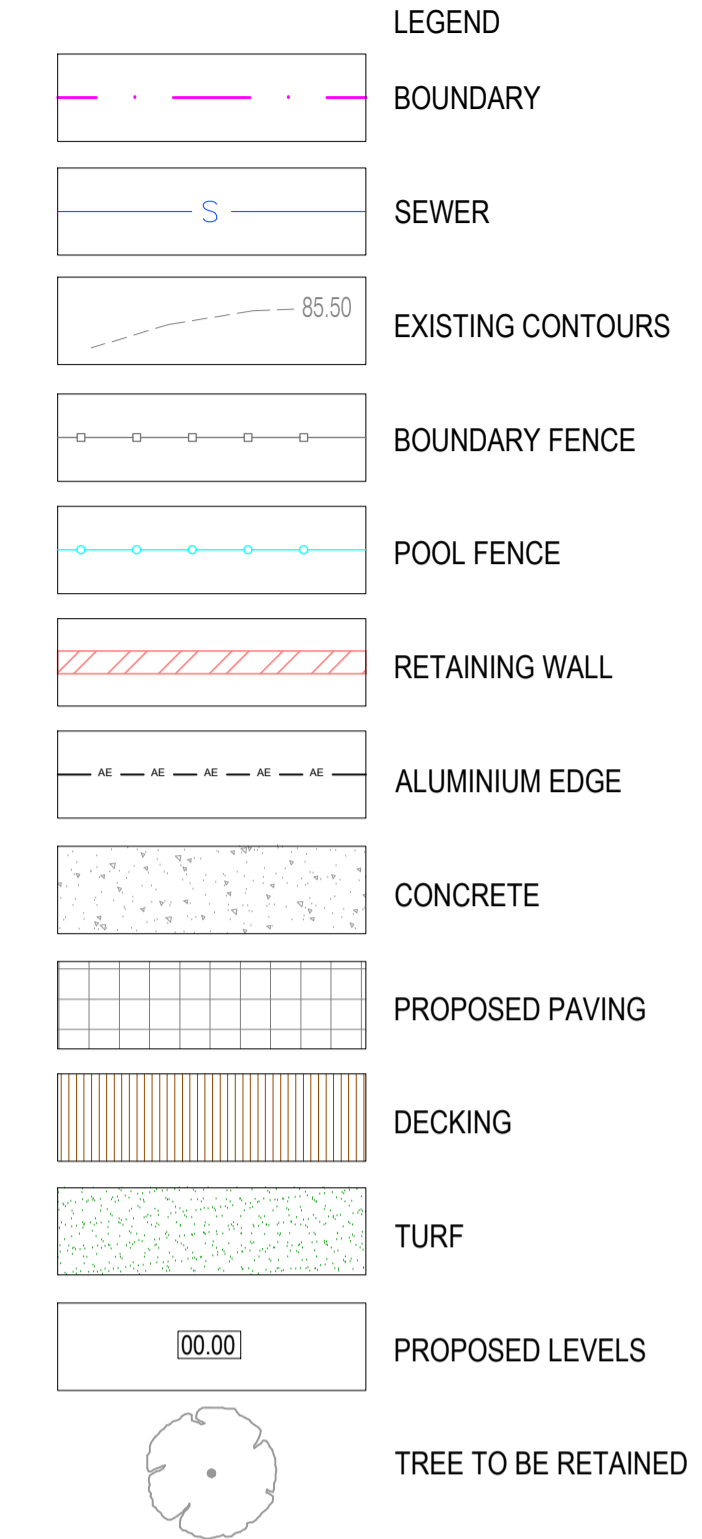 LEGEND
BOUNDARY
S SEWER
85.50 EXISTING CONTOURS
BOUNDARY FENCE
POOL FENCE
RETAINING WALL
AE AE AE AE AE ALUMINIUM EDGE
CONCRETE
PROPOSED PAVING
DECKING
TURF
00.00 PROPOSED LEVELS
TREE TO BE RETAINED